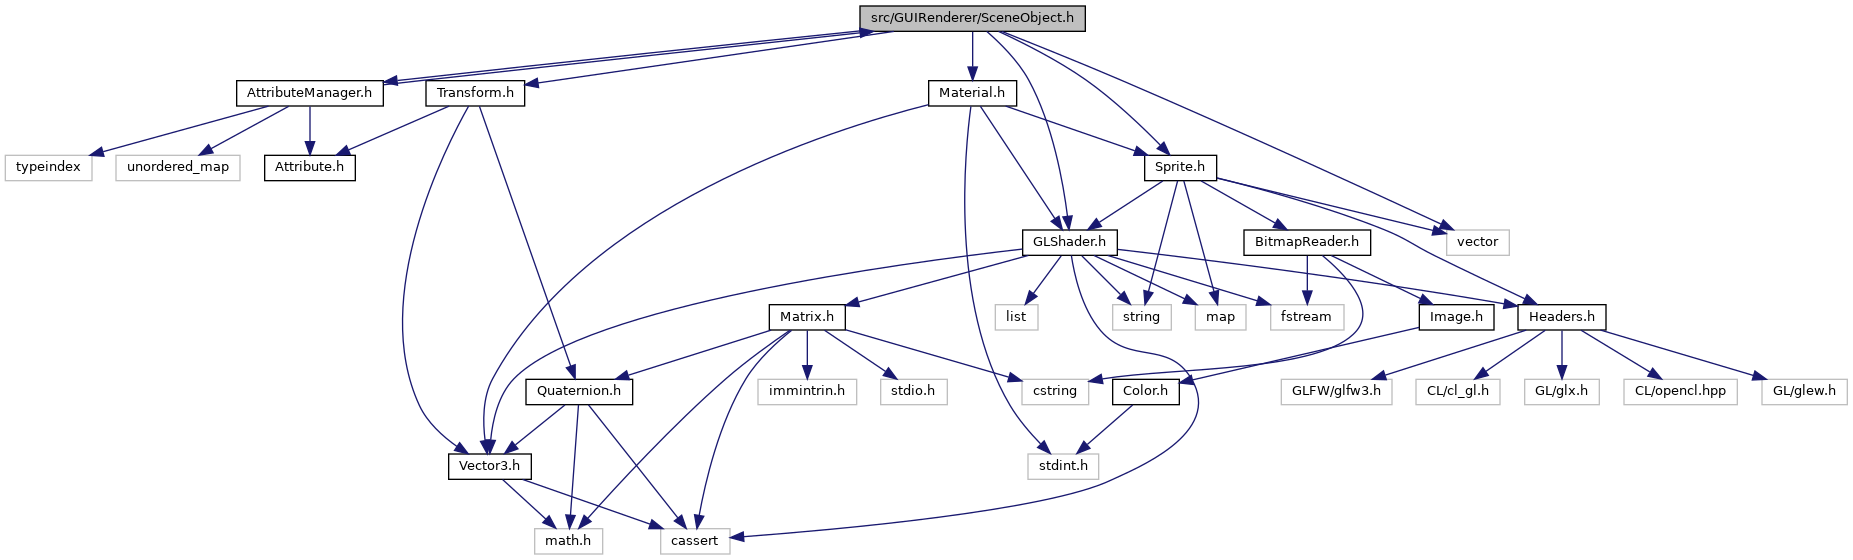 src/GUIRenderer/SceneObject.h
AttributeManager.h
Transform.h
Material.h
typeindex
unordered_map
Attribute.h
Sprite.h
GLShader.h
BitmapReader.h
vector
Matrix.h
list
string
map
fstream
Image.h
Headers.h
Quaternion.h
immintrin.h
stdio.h
cstring
Color.h
GLFW/glfw3.h
CL/cl_gl.h
GL/glx.h
CL/opencl.hpp
GL/glew.h
Vector3.h
stdint.h
math.h
cassert